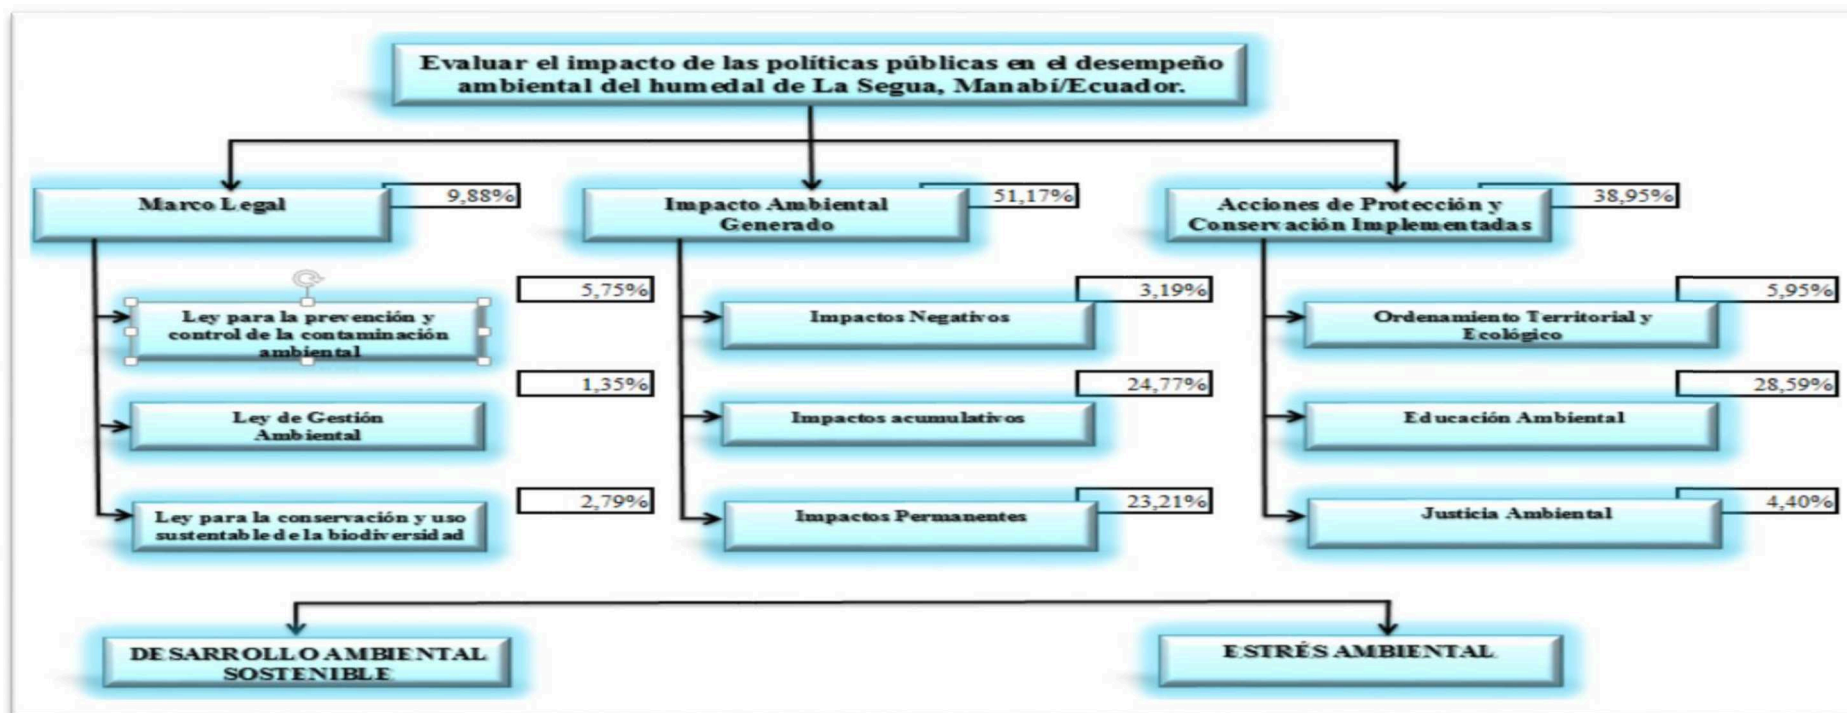 Evaluar el impacto de las políticas públicas en el desempeño
ambiental del humedal de La Segua, Manabí/Ecuador.
Marco Legal
9,88%
Impacto Ambiental
Generado
51,17%
Acciones de Protección y
Conservación Implementadas
38,95%
5,75%
Ley para la prevención y
control de la contaminación
ambiental
3,19%
Impactos Negativos
5,95%
Ordenamiento Territorial y
Ecológico
1,35%
Ley de Gestión
Ambiental
24,77%
Impactos acumulativos
28,59%
Educación Ambiental
2,79%
Ley para la conservación y uso
sustentable de la biodiversidad
23,21%
Impactos Permanentes
4,40%
Justicia Ambiental
DESARROLLO AMBIENTAL
SOSTENIBLE
ESTRÉS AMBIENTAL